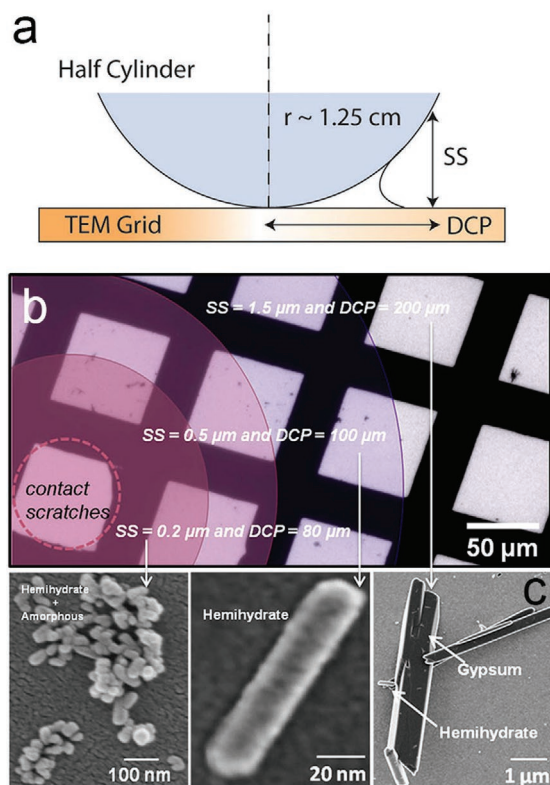 a
Half Cylinder
r ~ 1.25 cm
SS
TEM Grid
DCP
b
SS = 1.5 µm and DCP = 200 µm
SS = 0.5 µm and DCP = 100 µm
contact
scratches
SS = 0.2 µm and DCP = 80 µm
50 µm
Hemihydrate
+
Amorphous
100 nm
Hemihydrate
20 nm
C
Gypsum
Hemihydrate
1 µm